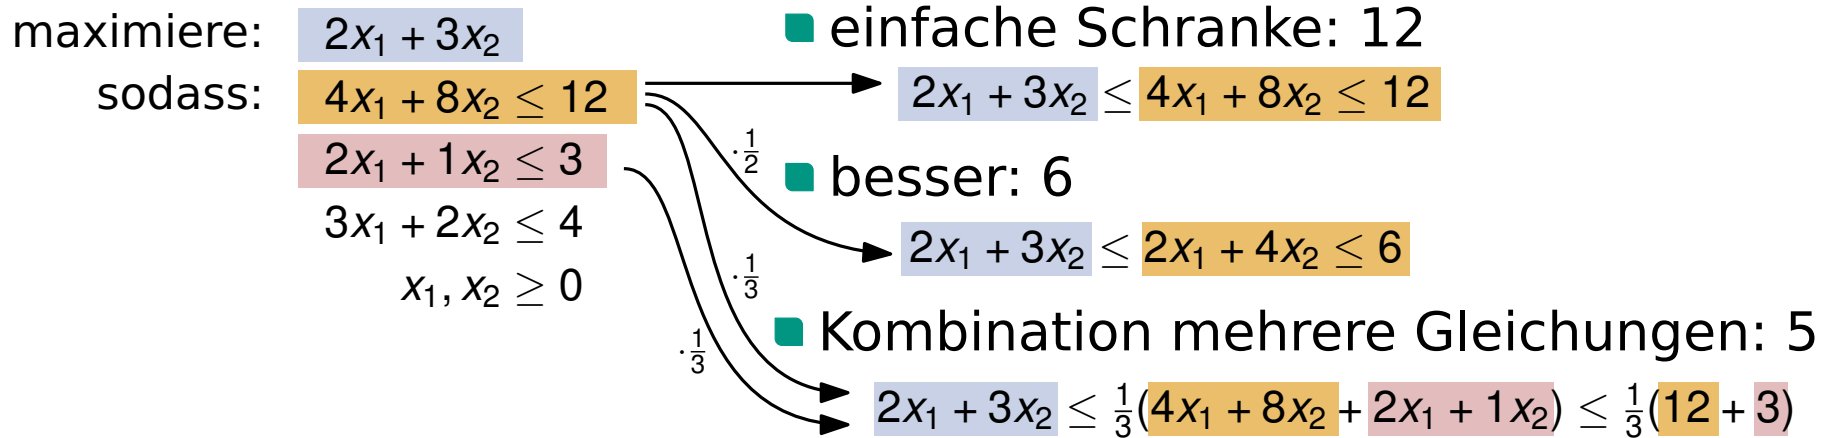 maximiere: 2x₁ + 3x₂
sodass: 4x₁ + 8x₂ ≤ 12
2x₁ + 1x₂ ≤ 3
3x₁ + 2x₂ ≤ 4
x₁, x₂ ≥ 0
· 1/2
· 1/3
· 1/3
einfache Schranke: 12
2x₁ + 3x₂ ≤ 4x₁ + 8x₂ ≤ 12
besser: 6
2x₁ + 3x₂ ≤ 2x₁ + 4x₂ ≤ 6
Kombination mehrere Gleichungen: 5
2x₁ + 3x₂ ≤ 1/3(4x₁ + 8x₂ + 2x₁ + 1x₂) ≤ 1/3(12 + 3)